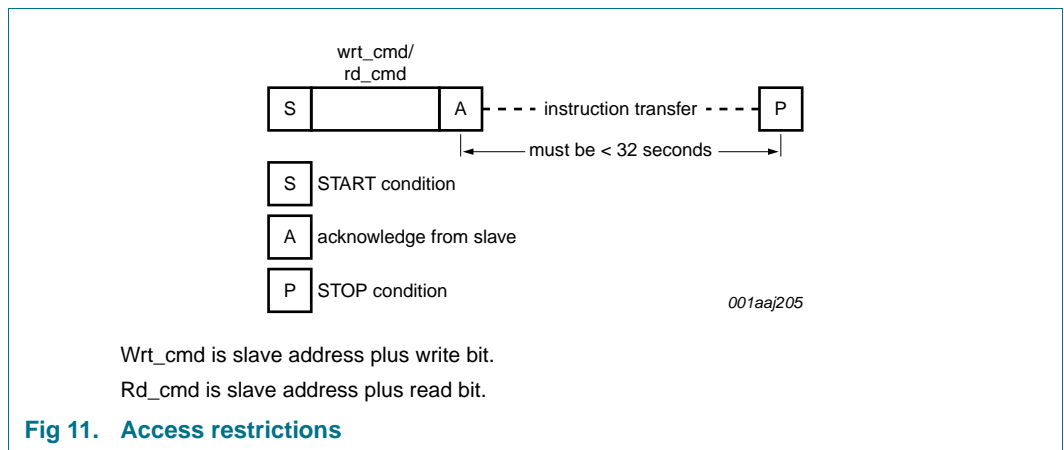 wrt_cmd/
rd_cmd
S A instruction transfer P
must be < 32 seconds
S START condition
A acknowledge from slave
P STOP condition
001aaj205
Wrt_cmd is slave address plus write bit.
Rd_cmd is slave address plus read bit.
Fig 11. Access restrictions